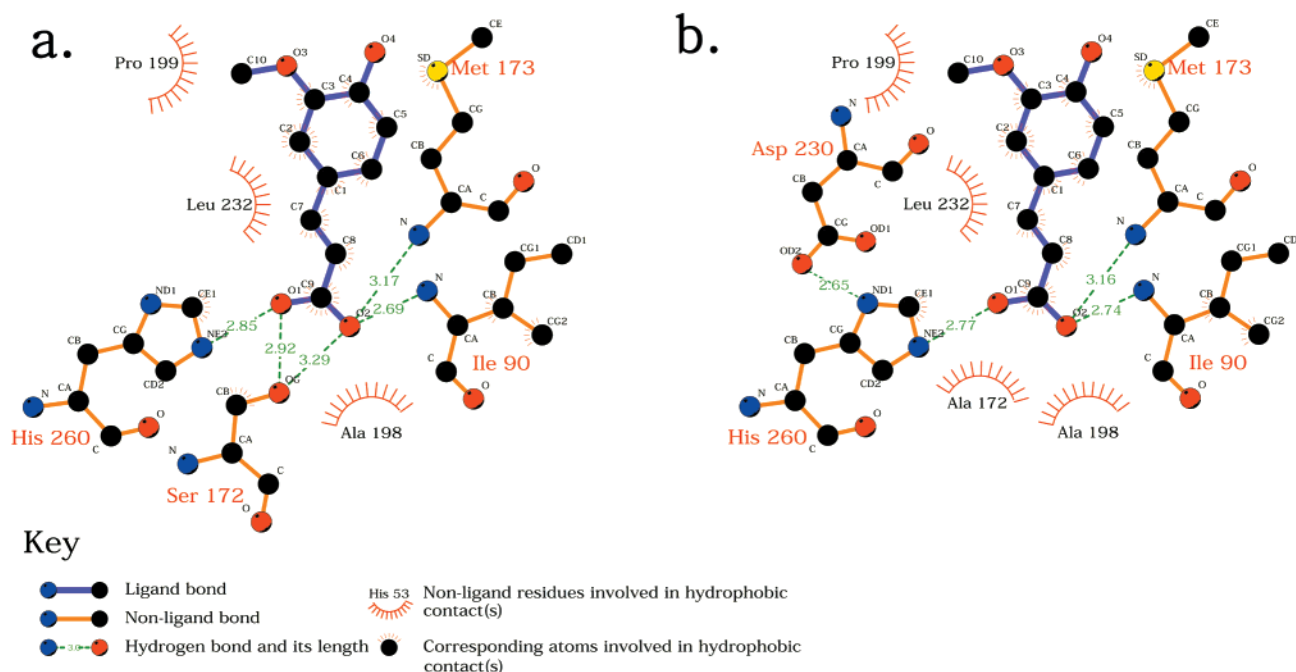 a.
Pro 199
C10
O3
O4
C3
C4
C2
C5
C6
C1
C7
C8
C9
O1
O2
CE
SD
Met 173
CG
CB
CA
C
O
N
3.17
2.69
Leu 232
ND1
CE1
NE2
2.85
2.92
3.29
CG
CB
CD2
CA
N
C
O
His 260
OG
CB
CA
N
C
O
Ser 172
Ala 198
N
CG1
CD1
CB
CG2
CA
C
O
Ile 90
b.
Pro 199
N
Asp 230
CA
O
C
CB
CG
OD1
OD2
2.65
Leu 232
C10
O3
O4
C3
C4
C2
C5
C6
C1
C7
C8
C9
O1
O2
CE
SD
Met 173
CG
CB
CA
C
O
N
3.16
2.74
ND1
CE1
NE2
2.77
CG
CB
CD2
CA
N
C
O
His 260
Ala 172
Ala 198
N
CG1
CD
CB
CG2
CA
C
O
Ile 90
Key
Ligand bond
Non-ligand bond
3.0
Hydrogen bond and its length
His 53
Non-ligand residues involved in hydrophobic
contact(s)
Corresponding atoms involved in hydrophobic
contact(s)